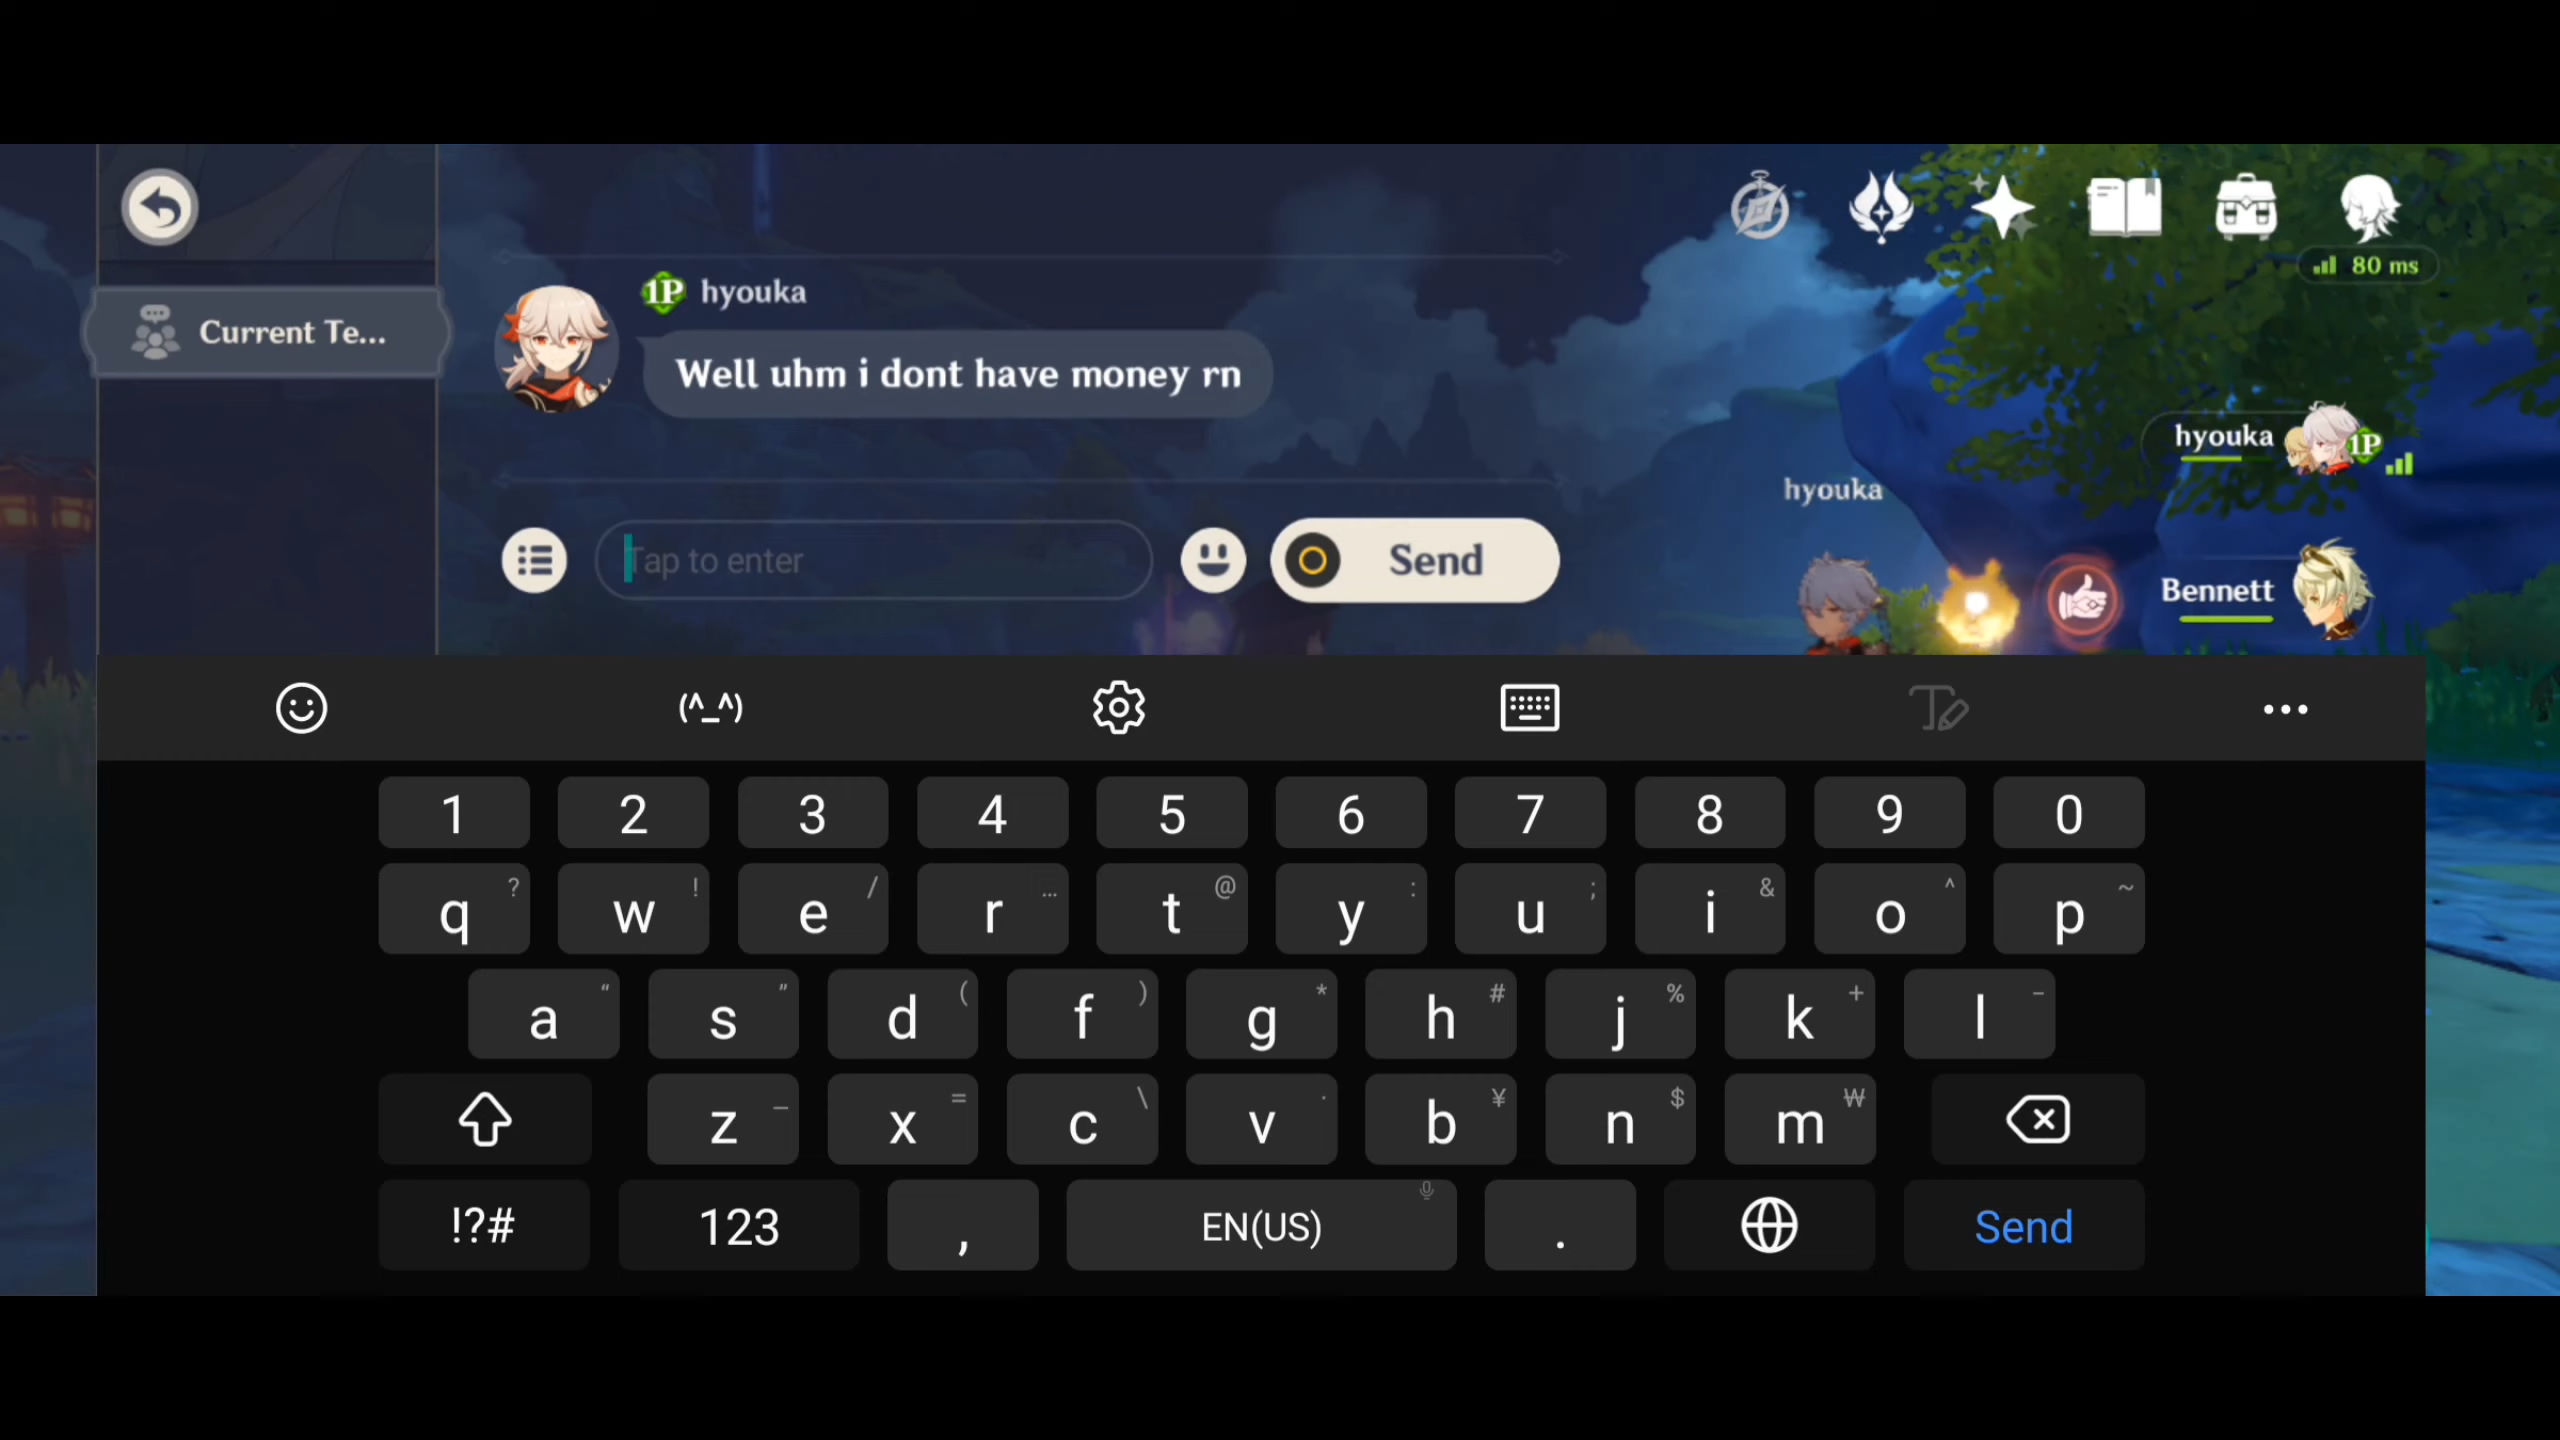 80 ms
1P hyouka
Current Te...
Well uhm i dont have money rn
hyouka 1P
hyouka
Tap to enter
Send
Bennett
(^_^)
1 2 3 4 5 6 7 8 9 0
q ? w ! e / r ... t @ y : u ; i & o ^ p ~
a “ s ” d ( f ) g * h # j % k + l -
z _ x = c \ v · b ¥ n $ m ₩
!?# 123 , EN(US) . Send